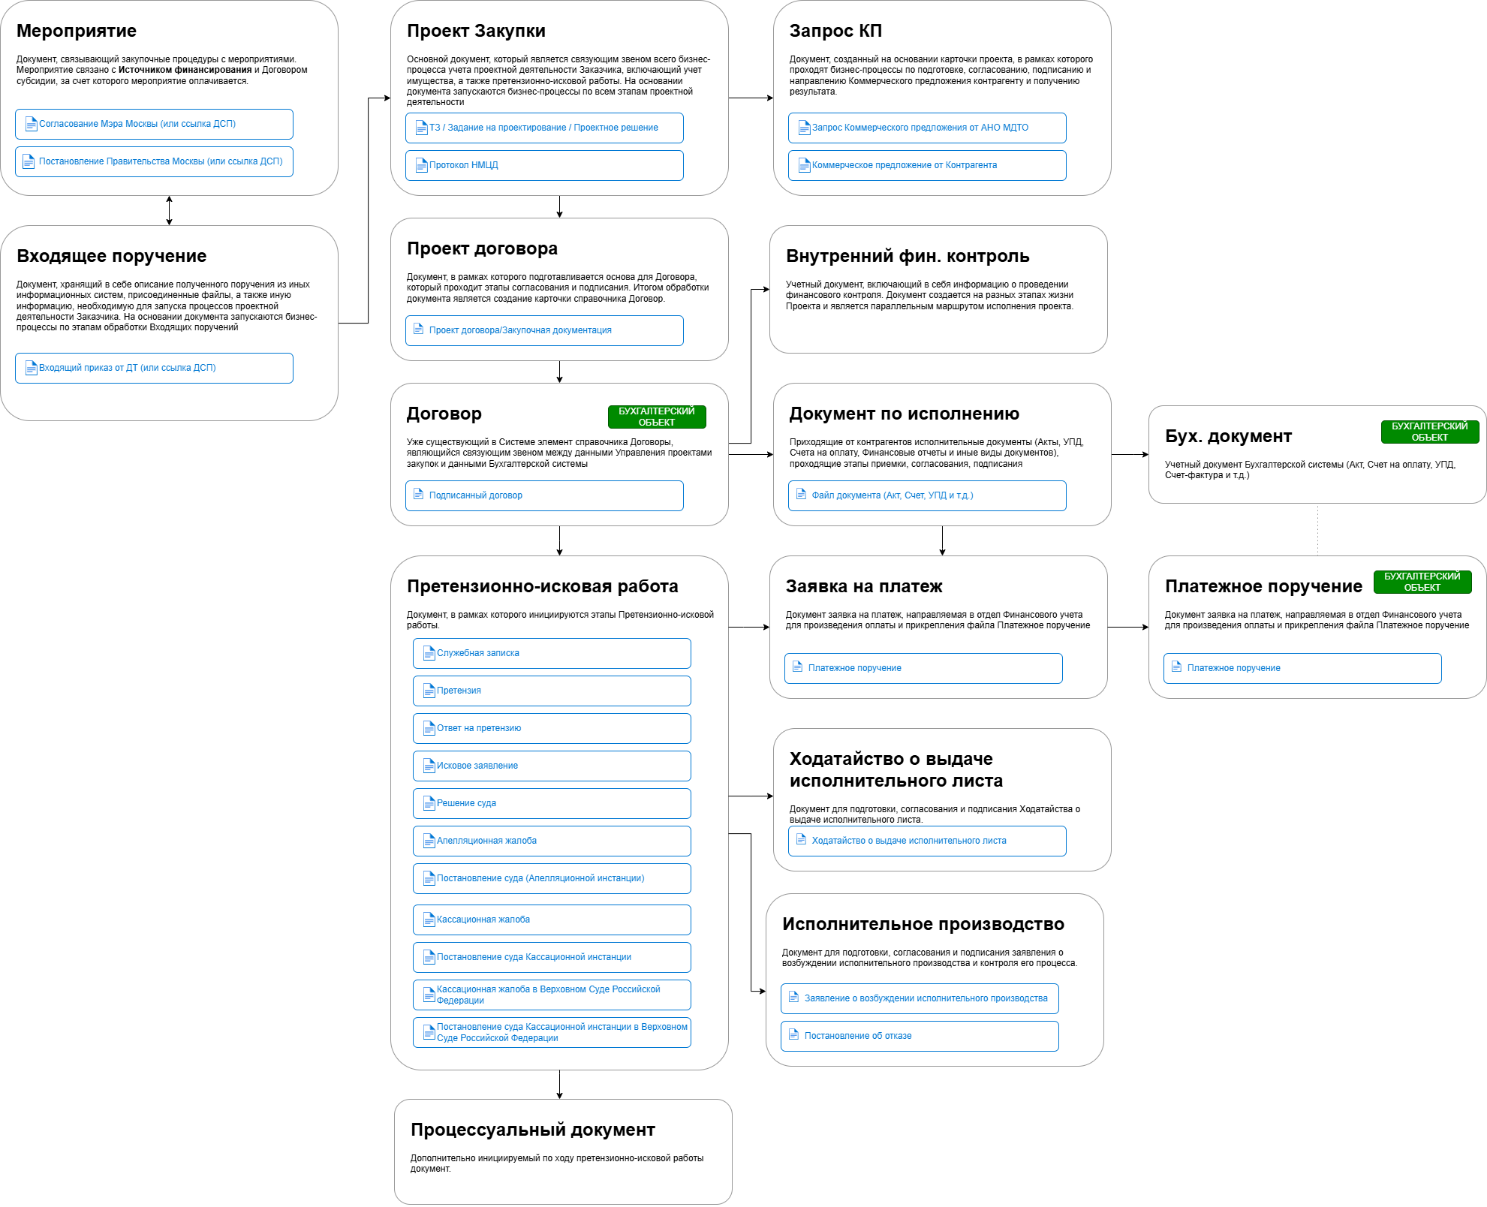 Мероприятие
Документ, связывающий закупочные процедуры с мероприятиями.
Мероприятие связано с Источником финансирования и Договором
субсидии, за счет которого мероприятие оплачивается.
Согласование Мэра Москвы (или ссылка ДСП)
Постановление Правительства Москвы (или ссылка ДСП)
Входящее поручение
Документ, хранящий в себе описание полученного поручения из иных
информационных систем, присоединенные файлы, а также иную
информацию, необходимую для запуска процессов проектной
деятельности Заказчика. На основании документа запускаются бизнес-
процессы по этапам обработки Входящих поручений
Входящий приказ от ДТ (или ссылка ДСП)
Проект Закупки
Основной документ, который является связующим звеном всего бизнес-
процесса учета проектной деятельности Заказчика, включающий учет
имущества, а также претензионно-исковой работы. На основании
документа запускаются бизнес-процессы по всем этапам проектной
деятельности
ТЗ / Задание на проектирование / Проектное решение
Протокол НМЦД
Запрос КП
Документ, созданный на основании карточки проекта, в рамках которого
проходят бизнес-процессы по подготовке, согласованию, подписанию и
направлению Коммерческого предложения контрагенту и получению
результата.
Запрос Коммерческого предложения от АНО МДТО
Коммерческое предложение от Контрагента
Проект договора
Документ, в рамках которого подготавливается основа для Договора,
который проходит этапы согласования и подписания. Итогом обработки
документа является создание карточки справочника Договор.
Проект договора/Закупочная документация
Внутренний фин. контроль
Учетный документ, включающий в себя информацию о проведении
финансового контроля. Документ создается на разных этапах жизни
Проекта и является параллельным маршрутом исполнения проекта.
Договор
БУХГАЛТЕРСКИЙ
ОБЪЕКТ
Уже существующий в Системе элемент справочника Договоры,
являющийся связующим звеном между данными Управления проектами
закупок и данными Бухгалтерской системы
Подписанный договор
Документ по исполнению
Приходящие от контрагентов исполнительные документы (Акты, УПД,
Счета на оплату, Финансовые отчеты и иные виды документов),
проходящие этапы приемки, согласования, подписания
Файл документа (Акт, Счет, УПД и т.д.)
Бух. документ
БУХГАЛТЕРСКИЙ
ОБЪЕКТ
Учетный документ Бухгалтерской системы (Акт, Счет на оплату, УПД,
Счет-фактура и т.д.)
Претензионно-исковая работа
Документ, в рамках которого инициируются этапы Претензионно-исковой
работы.
Служебная записка
Претензия
Ответ на претензию
Исковое заявление
Решение суда
Апелляционная жалоба
Постановление суда (Апелляционной инстанции)
Кассационная жалоба
Постановление суда Кассационной инстанции
Кассационная жалоба в Верховном Суде Российской
Федерации
Постановление суда Кассационной инстанции в Верховном
Суде Российской Федерации
Заявка на платеж
Документ заявка на платеж, направляемая в отдел Финансового учета
для произведения оплаты и прикрепления файла Платежное поручение
Платежное поручение
Платежное поручение
БУХГАЛТЕРСКИЙ
ОБЪЕКТ
Документ заявка на платеж, направляемая в отдел Финансового учета
для произведения оплаты и прикрепления файла Платежное поручение
Платежное поручение
Ходатайство о выдаче
исполнительного листа
Документ для подготовки, согласования и подписания Ходатайства о
выдаче исполнительного листа.
Ходатайство о выдаче исполнительного листа
Исполнительное производство
Документ для подготовки, согласования и подписания заявления о
возбуждении исполнительного производства и контроля его процесса.
Заявление о возбуждении исполнительного производства
Постановление об отказе
Процессуальный документ
Дополнительно инициируемый по ходу претензионно-исковой работы
документ.